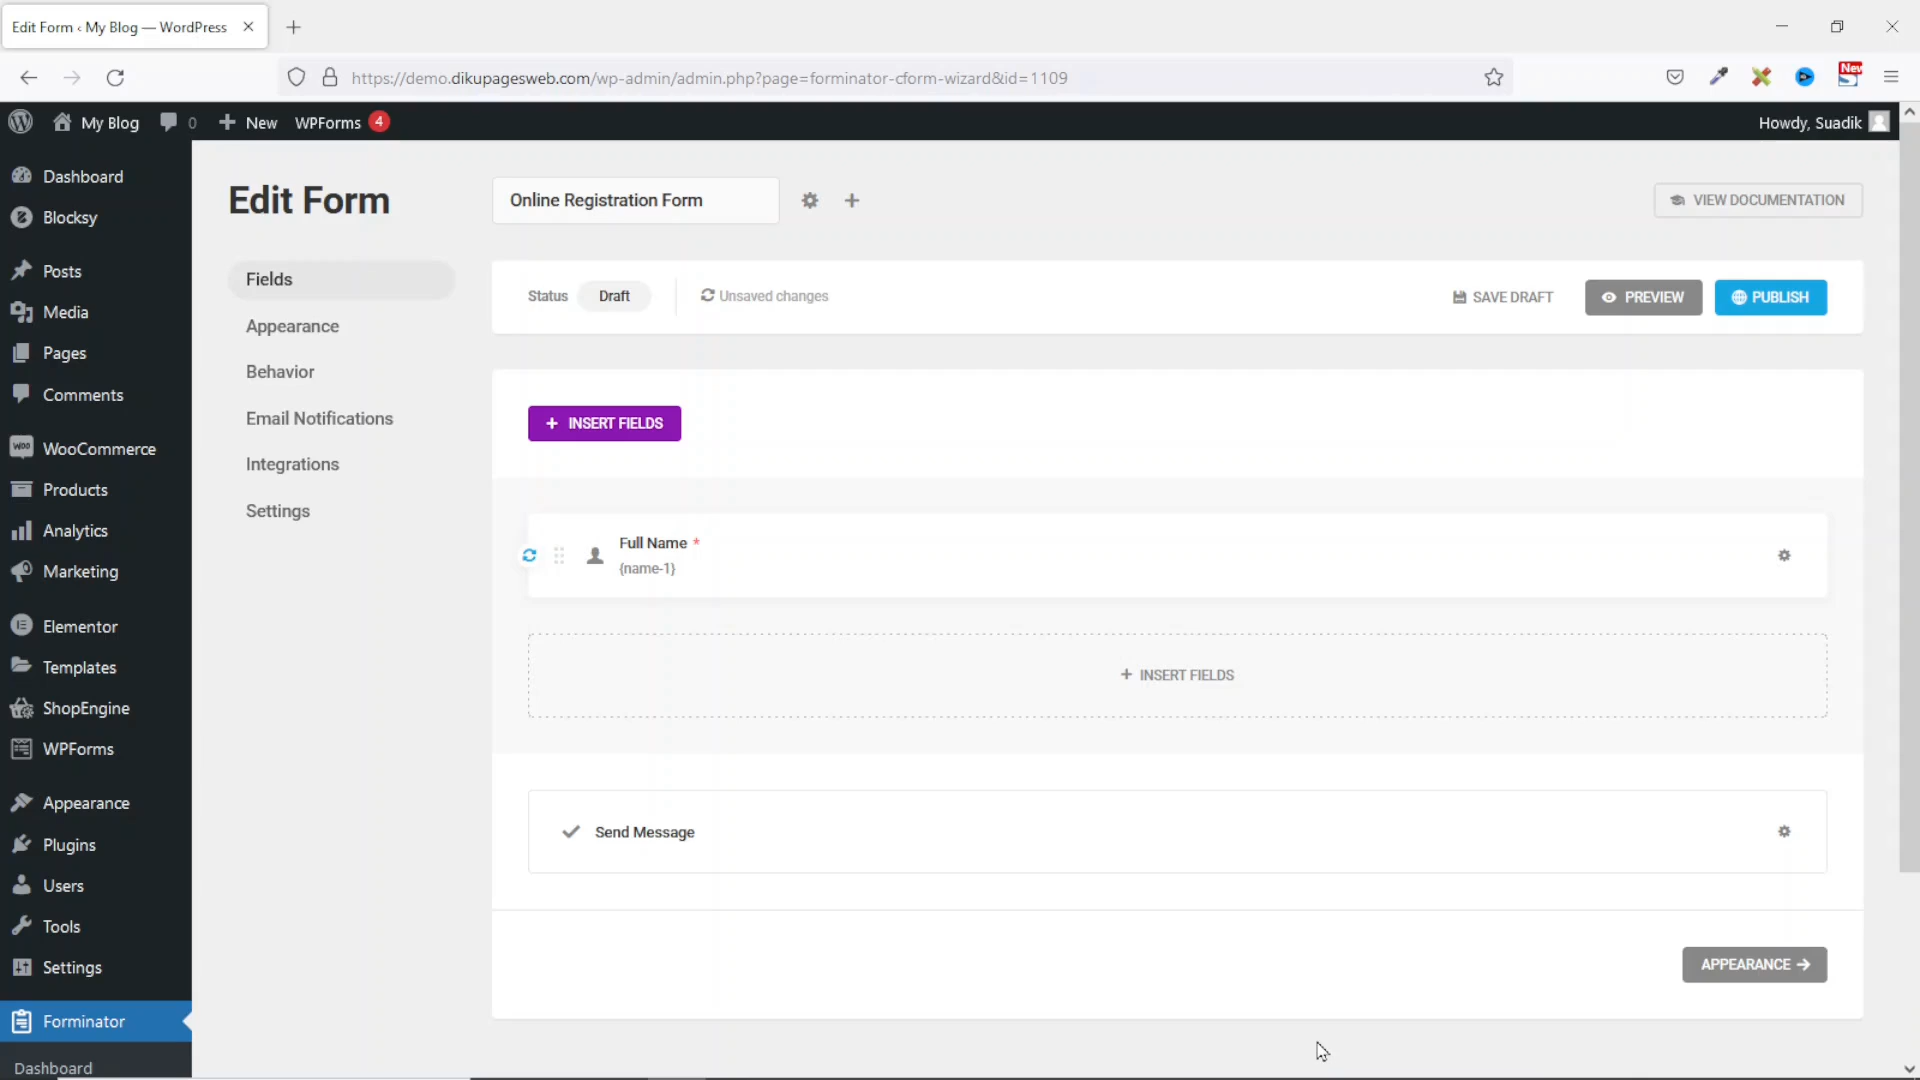 Edit Form ‹ My Blog — WordPress
https://demo.dikupagesweb.com/wp-admin/admin.php?page=forminator-cform-wizard&id=1109
New
My Blog
0
New
WPForms 4
Howdy, Suadik
Dashboard
Blocksy
Posts
Media
Pages
Comments
WooCommerce
Products
Analytics
Marketing
Elementor
Templates
ShopEngine
WPForms
Appearance
Plugins
Users
Tools
Settings
Forminator
Dashboard
Edit Form
Online Registration Form
VIEW DOCUMENTATION
Fields
Appearance
Behavior
Email Notifications
Integrations
Settings
Status Draft
Unsaved changes
SAVE DRAFT
PREVIEW
PUBLISH
+ INSERT FIELDS
Full Name *
{name-1}
+ INSERT FIELDS
Send Message
APPEARANCE →